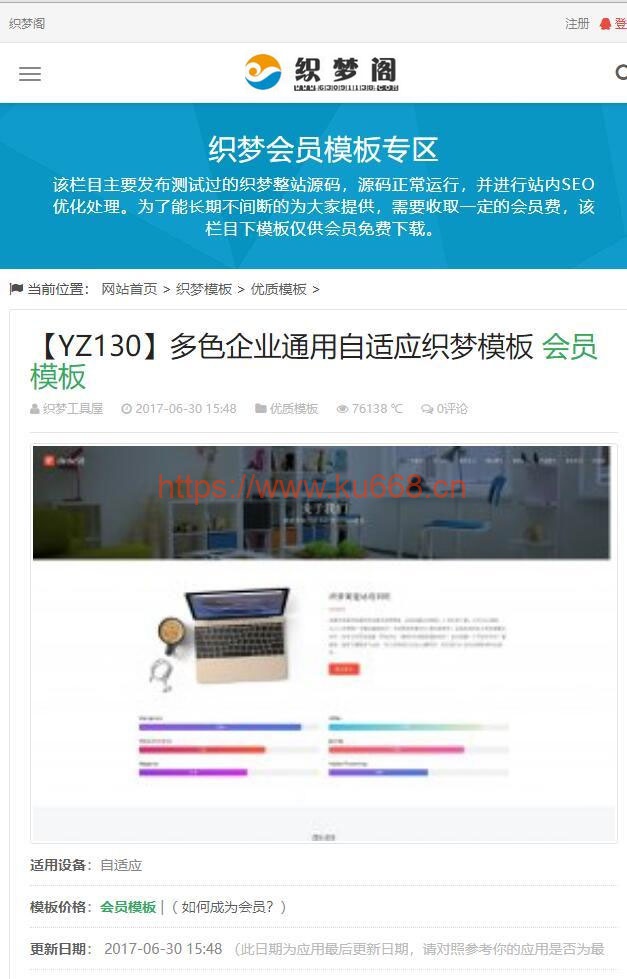 织梦阁
注册 登
织梦阁
织梦会员模板专区
该栏目主要发布测试过的织梦整站源码，源码正常运行，并进行站内SEO
优化处理。为了能长期不间断的为大家提供，需要收取一定的会员费，该
栏目下模板仅供会员免费下载。
当前位置： 网站首页 > 织梦模板 > 优质模板 >
【YZ130】多色企业通用自适应织梦模板 会员
模板
织梦工具屋 2017-06-30 15:48 优质模板 76138 ℃ 0评论
https://www.ku668.cn
关于我们
适用设备：自适应
模板价格：会员模板 | （ 如何成为会员？）
更新日期： 2017-06-30 15:48 （此日期为应用最后更新日期，请对照参考你的应用是否为最